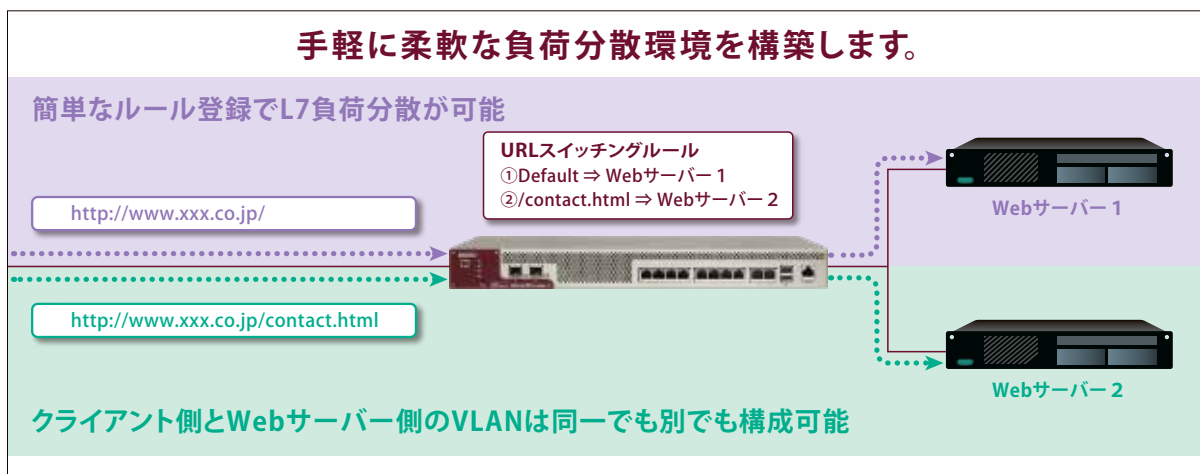 手軽に柔軟な負荷分散環境を構築します。
簡単なルール登録でL7負荷分散が可能
URLスイッチングルール
①Default ⇒ Webサーバー 1
②/contact.html ⇒ Webサーバー 2
http://www.xxx.co.jp/
Webサーバー 1
http://www.xxx.co.jp/contact.html
Webサーバー 2
クライアント側とWebサーバー側のVLANは同一でも別でも構成可能